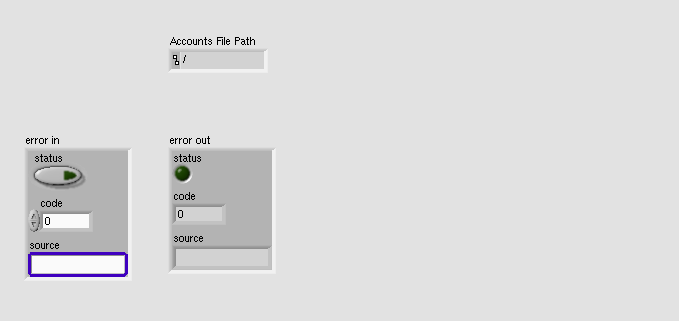 Accounts File Path
/
error in
status
code
0
source
error out
status
code
0
source